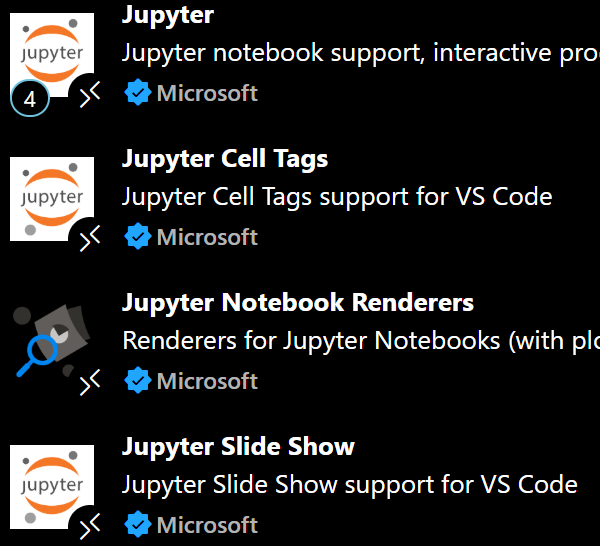 Jupyter
jupyter
Jupyter notebook support, interactive pro
4
Microsoft
Jupyter Cell Tags
jupyter
Jupyter Cell Tags support for VS Code
Microsoft
Jupyter Notebook Renderers
Renderers for Jupyter Notebooks (with plo
Microsoft
Jupyter Slide Show
jupyter
Jupyter Slide Show support for VS Code
Microsoft